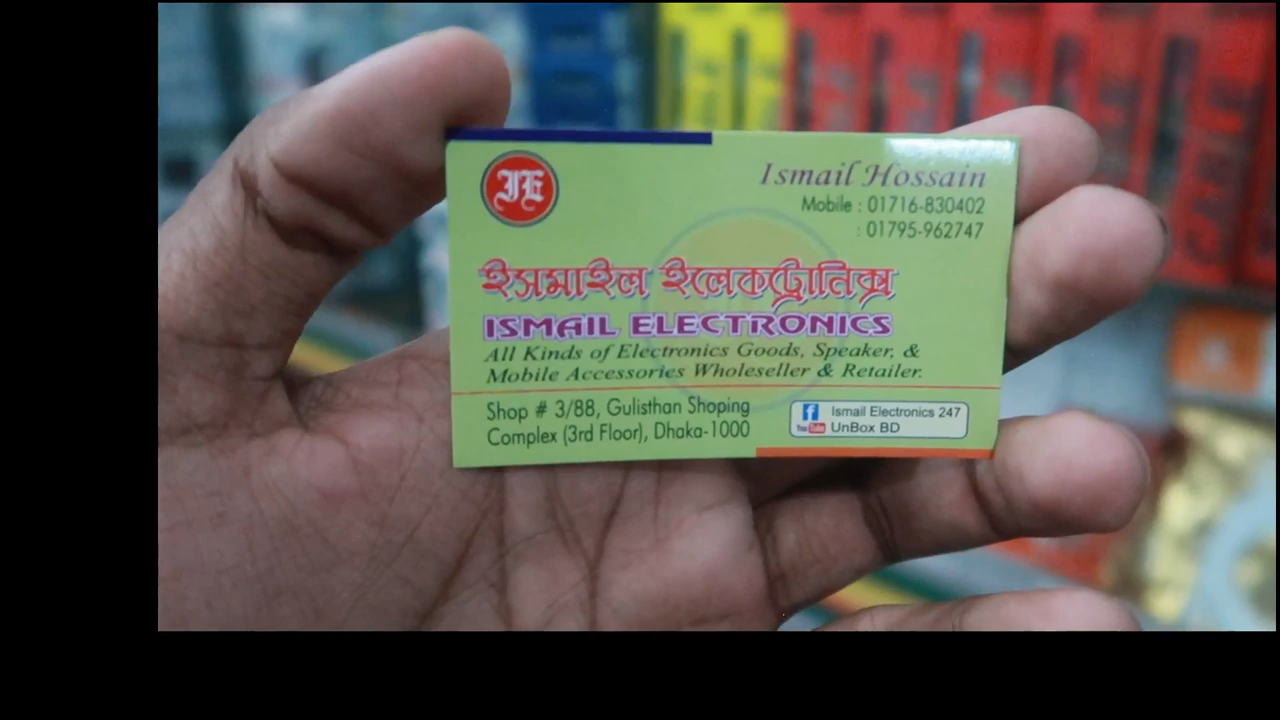 IE
Ismail Hossain
Mobile : 01716-830402
: 01795-962747
ইসমাইল ইলেকট্রোনিক্স
ISMAIL ELECTRONICS
All Kinds of Electronics Goods, Speaker, &
Mobile Accessories Wholeseller & Retailer.
Shop # 3/88, Gulisthan Shoping
Complex (3rd Floor), Dhaka-1000
f Ismail Electronics 247
YouTube UnBox BD